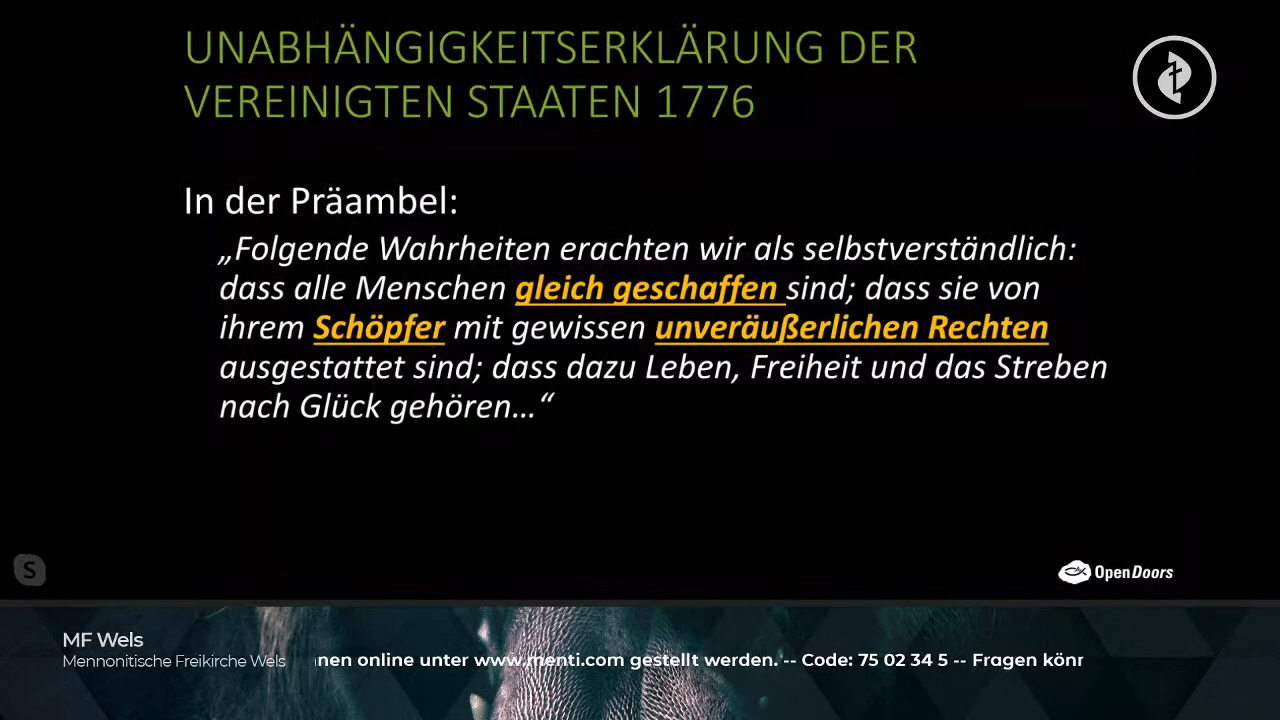 UNABHÄNGIGKEITSERKLÄRUNG DER
VEREINIGTEN STAATEN 1776
In der Präambel:
„Folgende Wahrheiten erachten wir als selbstverständlich:
dass alle Menschen gleich geschaffen sind; dass sie von
ihrem Schöpfer mit gewissen unveräußerlichen Rechten
ausgestattet sind; dass dazu Leben, Freiheit und das Streben
nach Glück gehören…“
S
OpenDoors
MF Wels
Mennonitische Freikirche Wels
nen online unter www.menti.com gestellt werden. -- Code: 75 02 34 5 -- Fragen könr